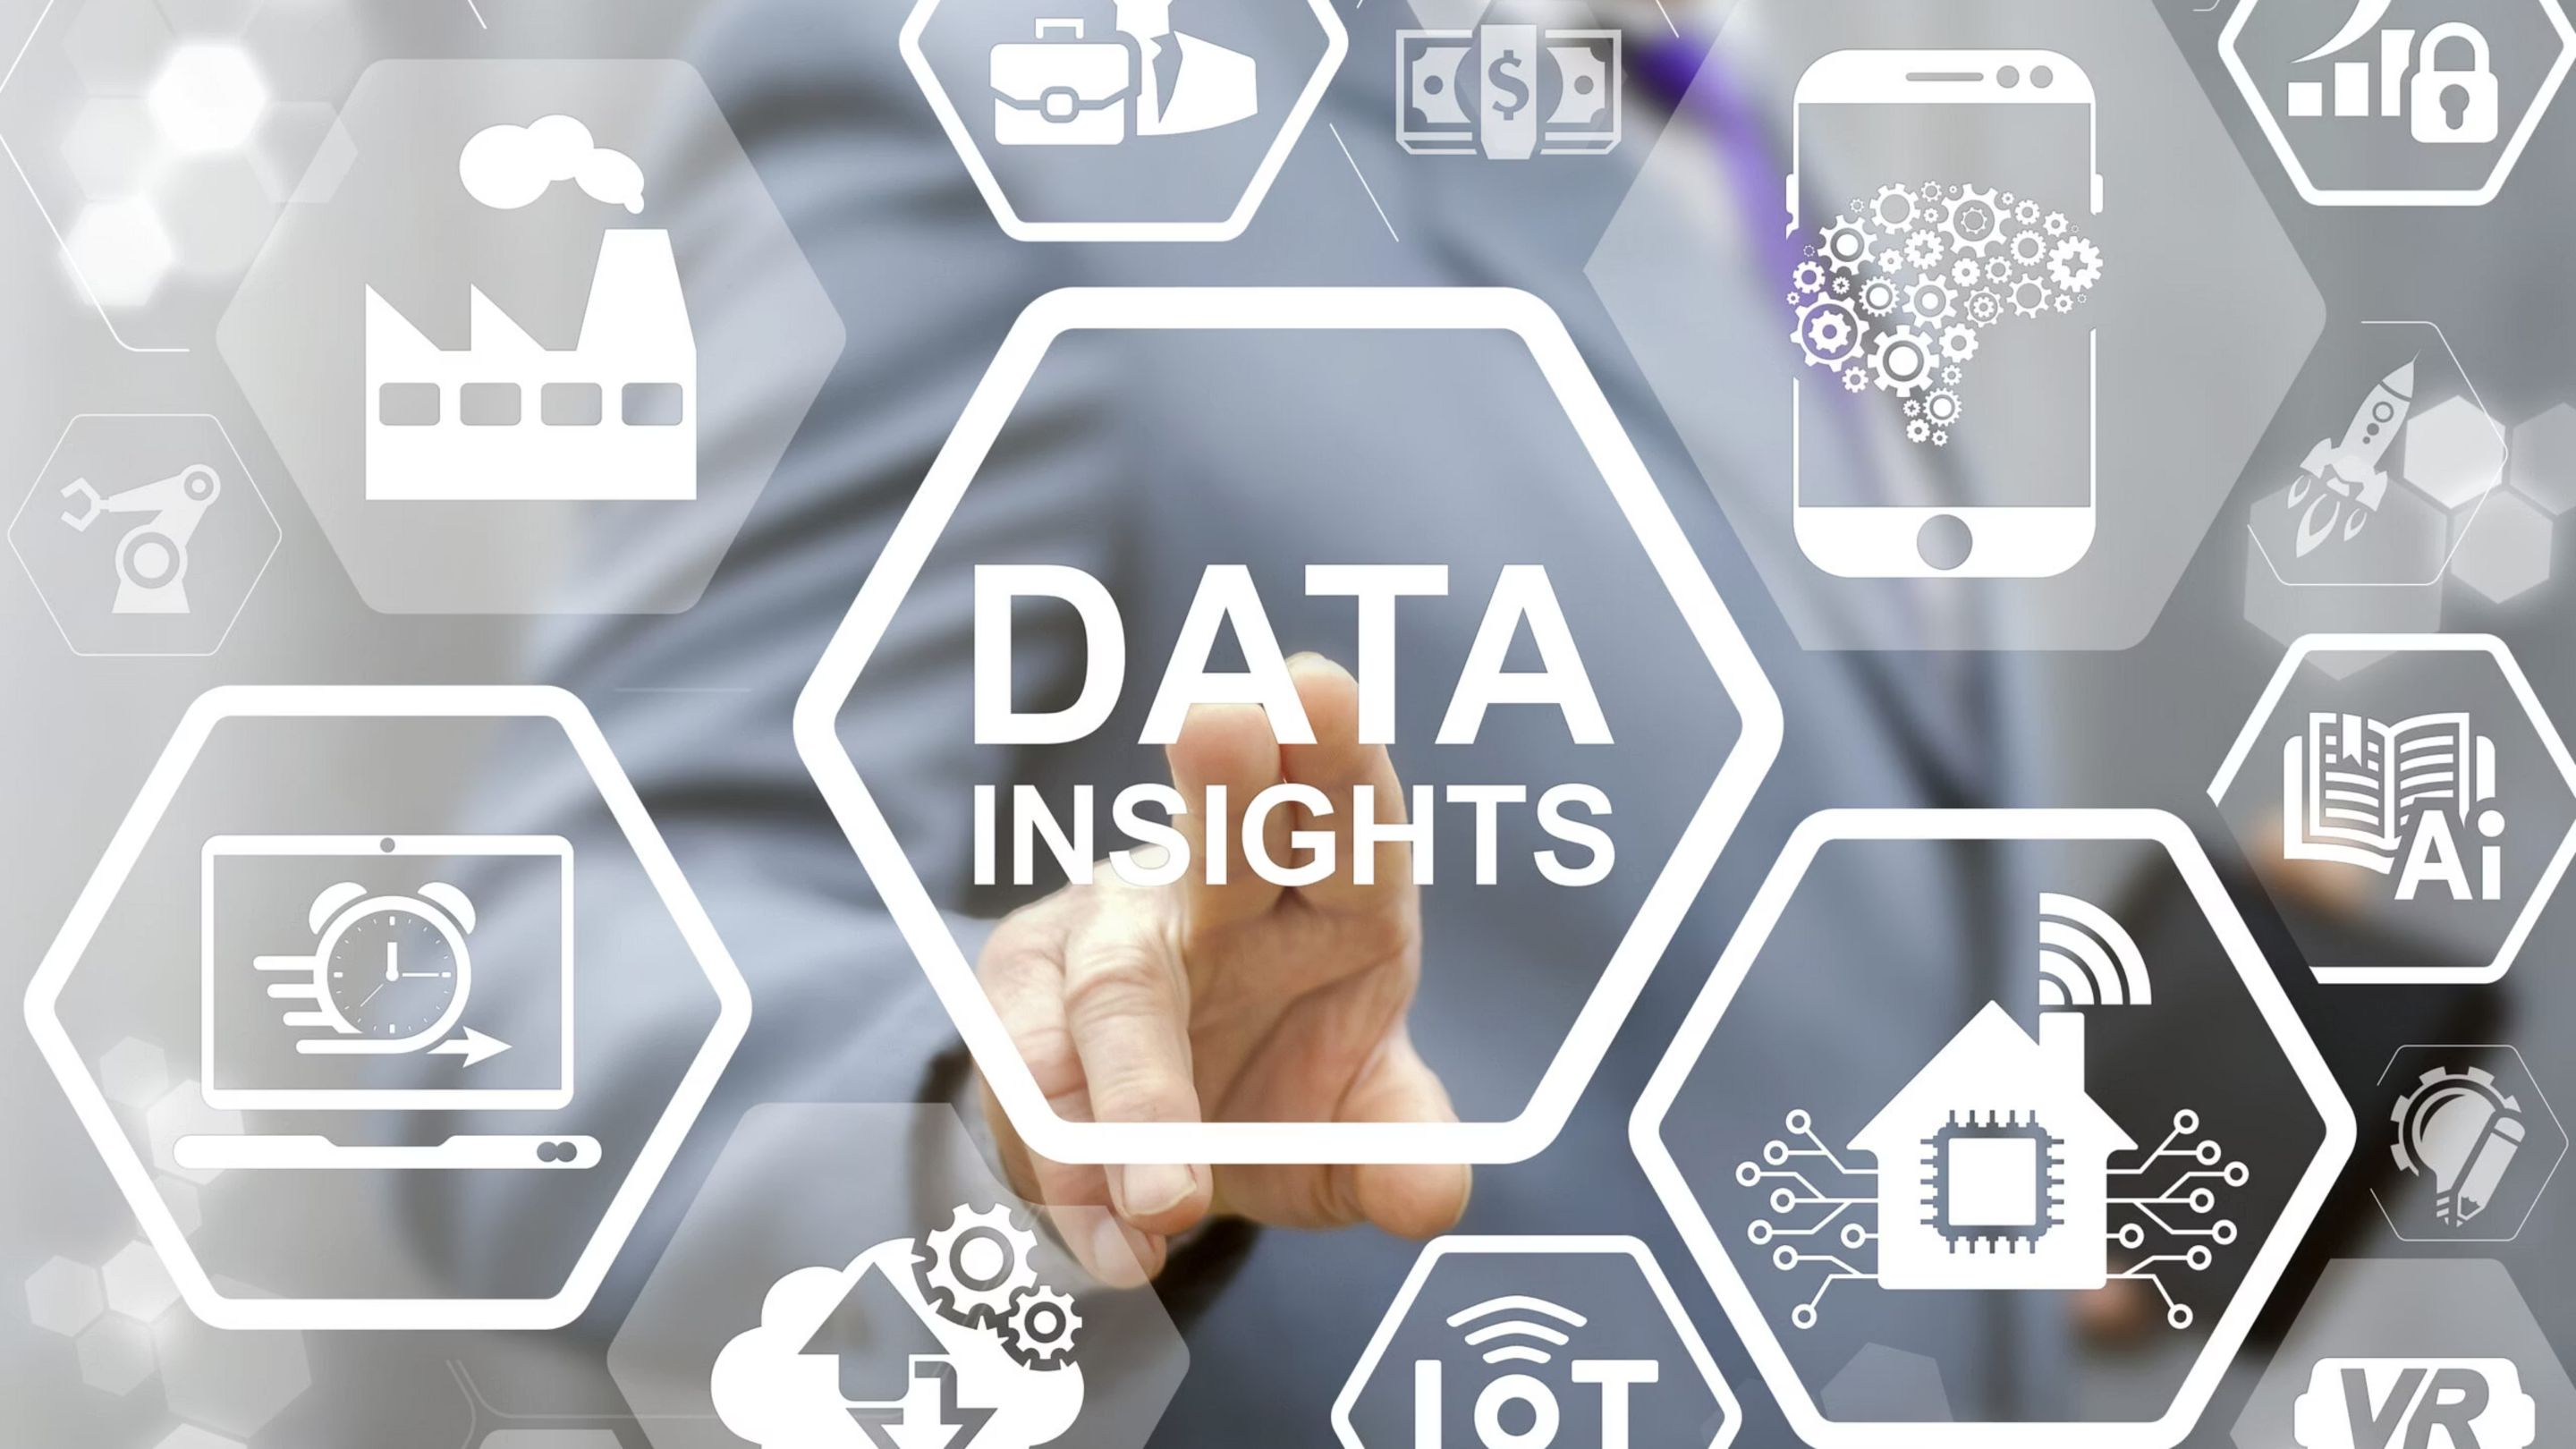 $
DATA
INSIGHTS
Ai
IoT
VR